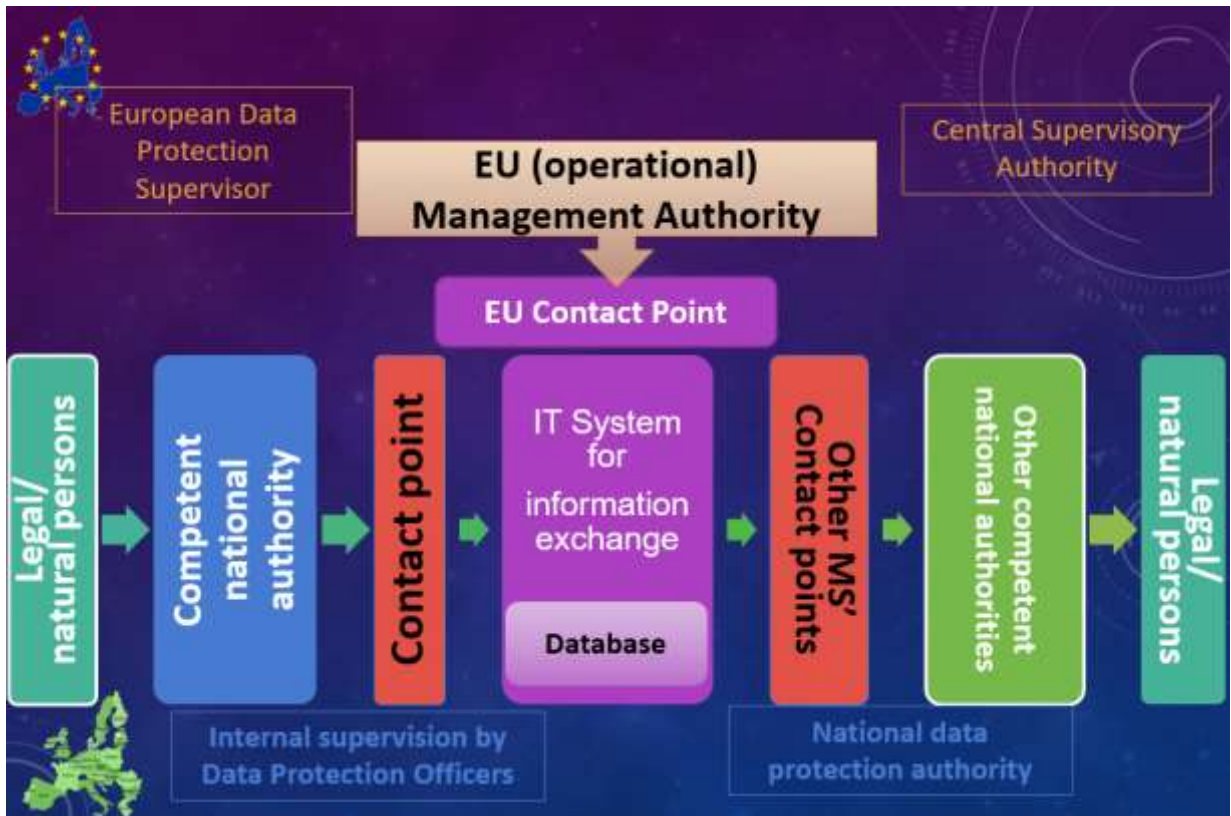 European Data
Protection
Supervisor
Central Supervisory
Authority
EU (operational)
Management Authority
EU Contact Point
Legal/
natural persons
Competent
national
authority
Contact point
IT System
for
information
exchange
Database
Other MS’
Contact points
Other competent
national authorities
Legal/
natural persons
Internal supervision by
Data Protection Officers
National data
protection authority